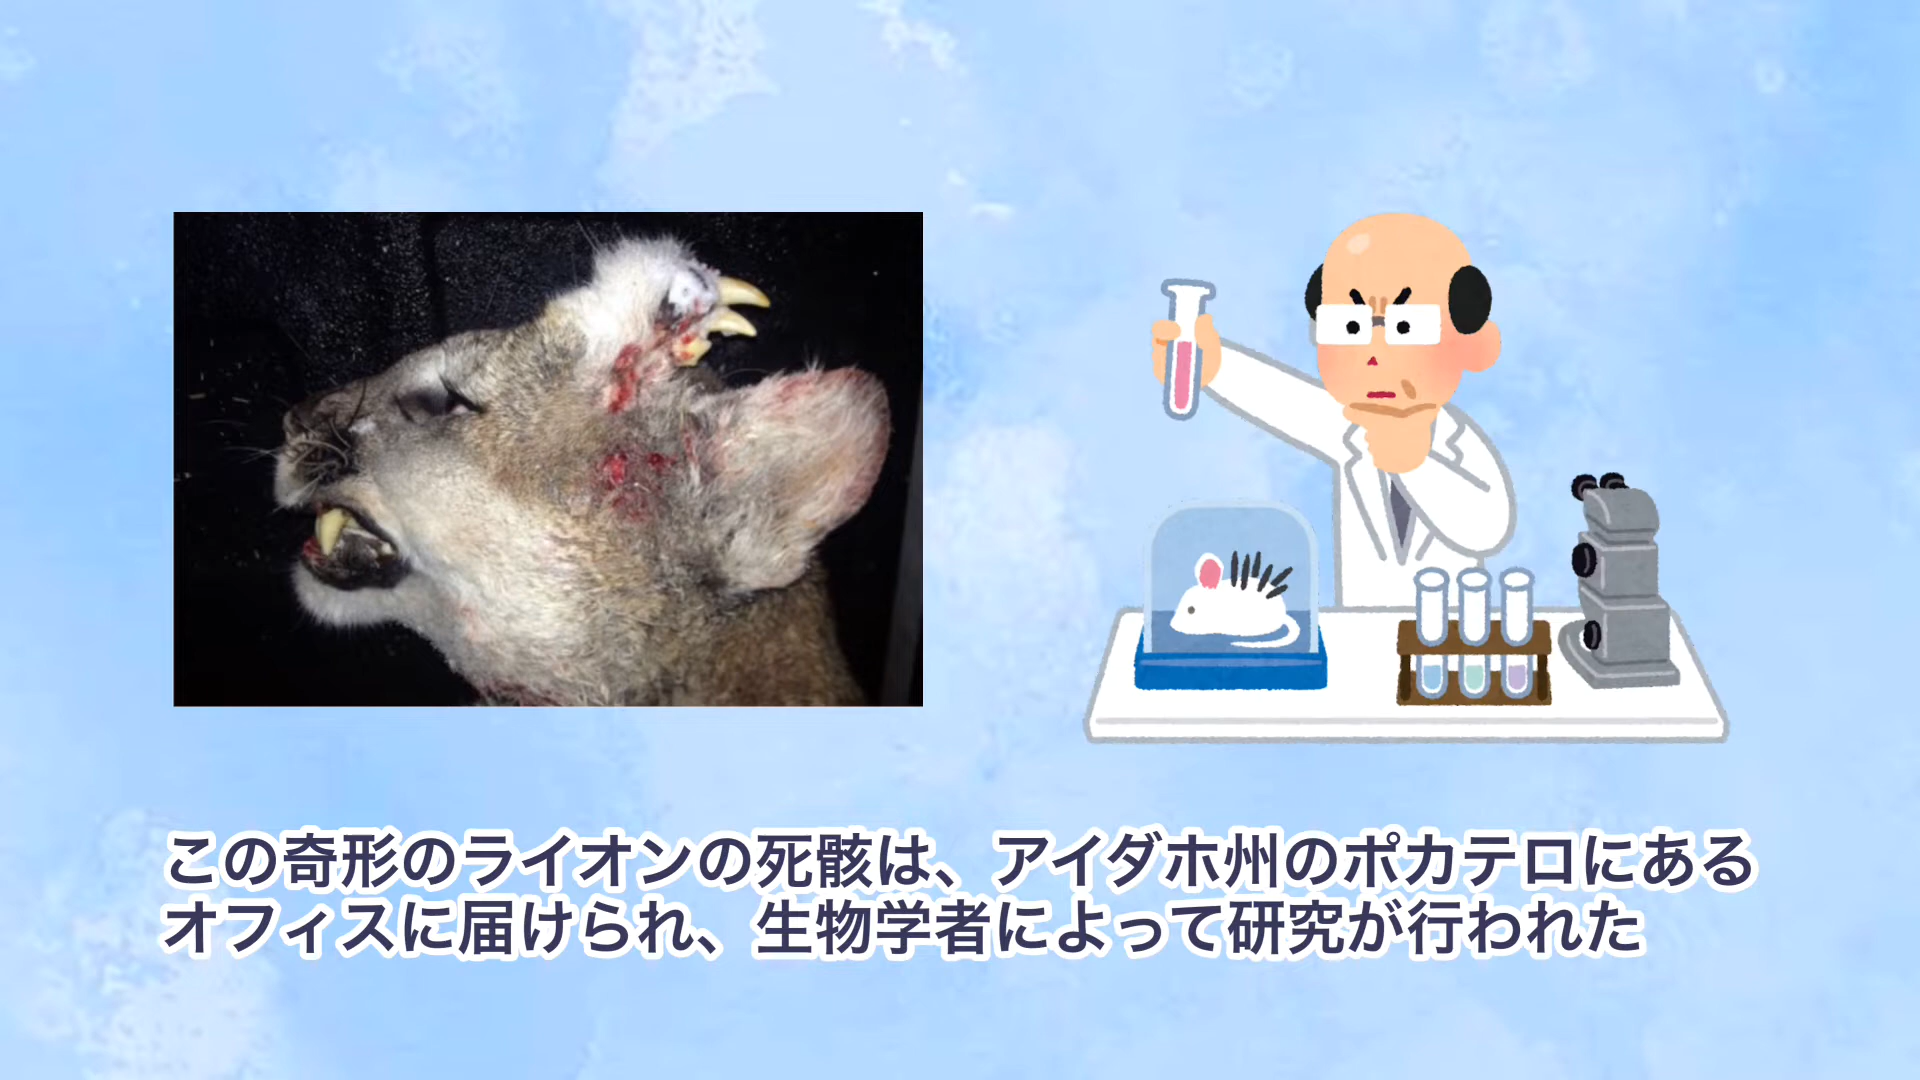 この奇形のライオンの死骸は、アイダホ州のポカテロにある
オフィスに届けられ、生物学者によって研究が行われた